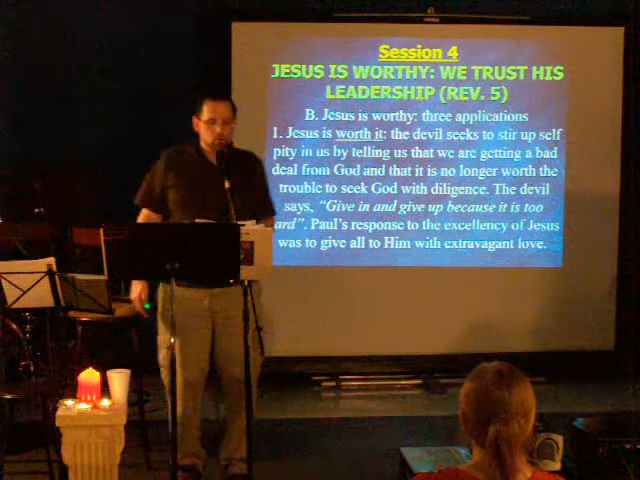 Session 4
JESUS IS WORTHY: WE TRUST HIS
LEADERSHIP (REV. 5)
B. Jesus is worthy: three applications
1. Jesus is worth it: the devil seeks to stir up self
pity in us by telling us that we are getting a bad
deal from God and that it is no longer worth the
trouble to seek God with diligence. The devil
says, “Give in and give up because it is too
ard”. Paul's response to the excellency of Jesus
was to give all to Him with extravagant love.